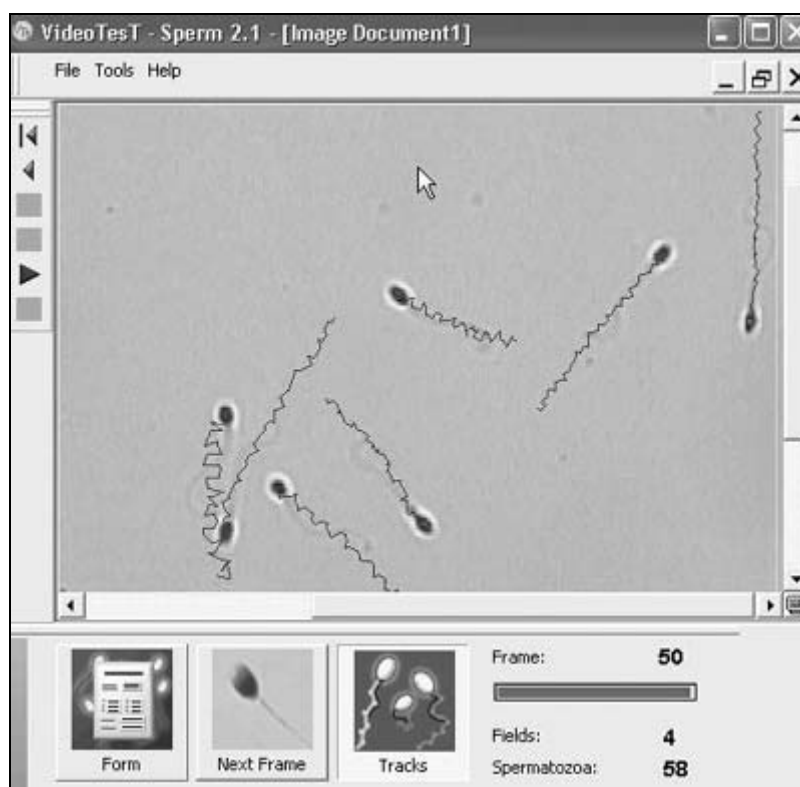 VideoTesT - Sperm 2.1 - [Image Document1]
File Tools Help
Form
Next Frame
Tracks
Frame: 50
Fields: 4
Spermatozoa: 58